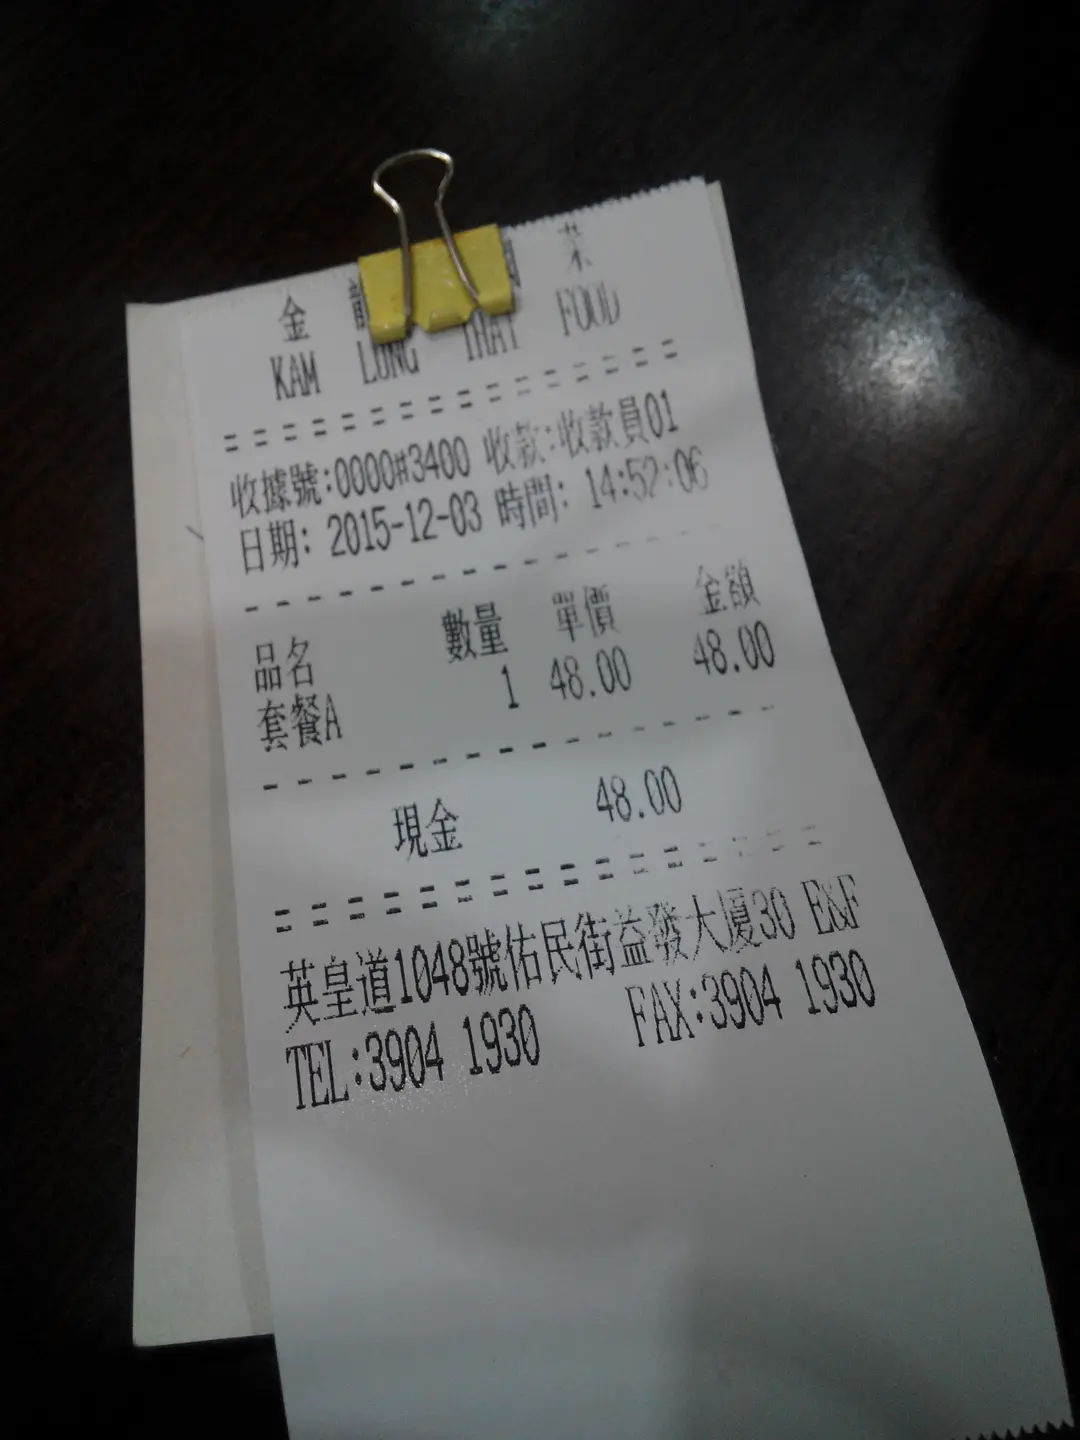 金 菜
KAM LUNG THAI FOOD
收據號:0000#3400 收款:收款員01
日期: 2015-12-03 時間: 14:52:06
品名 數量 單價 金額
套餐A 1 48.00 48.00
現金 48.00
英皇道1048號佑民街益發大廈30 E&F
TEL:3904 1930 FAX:3904 1930